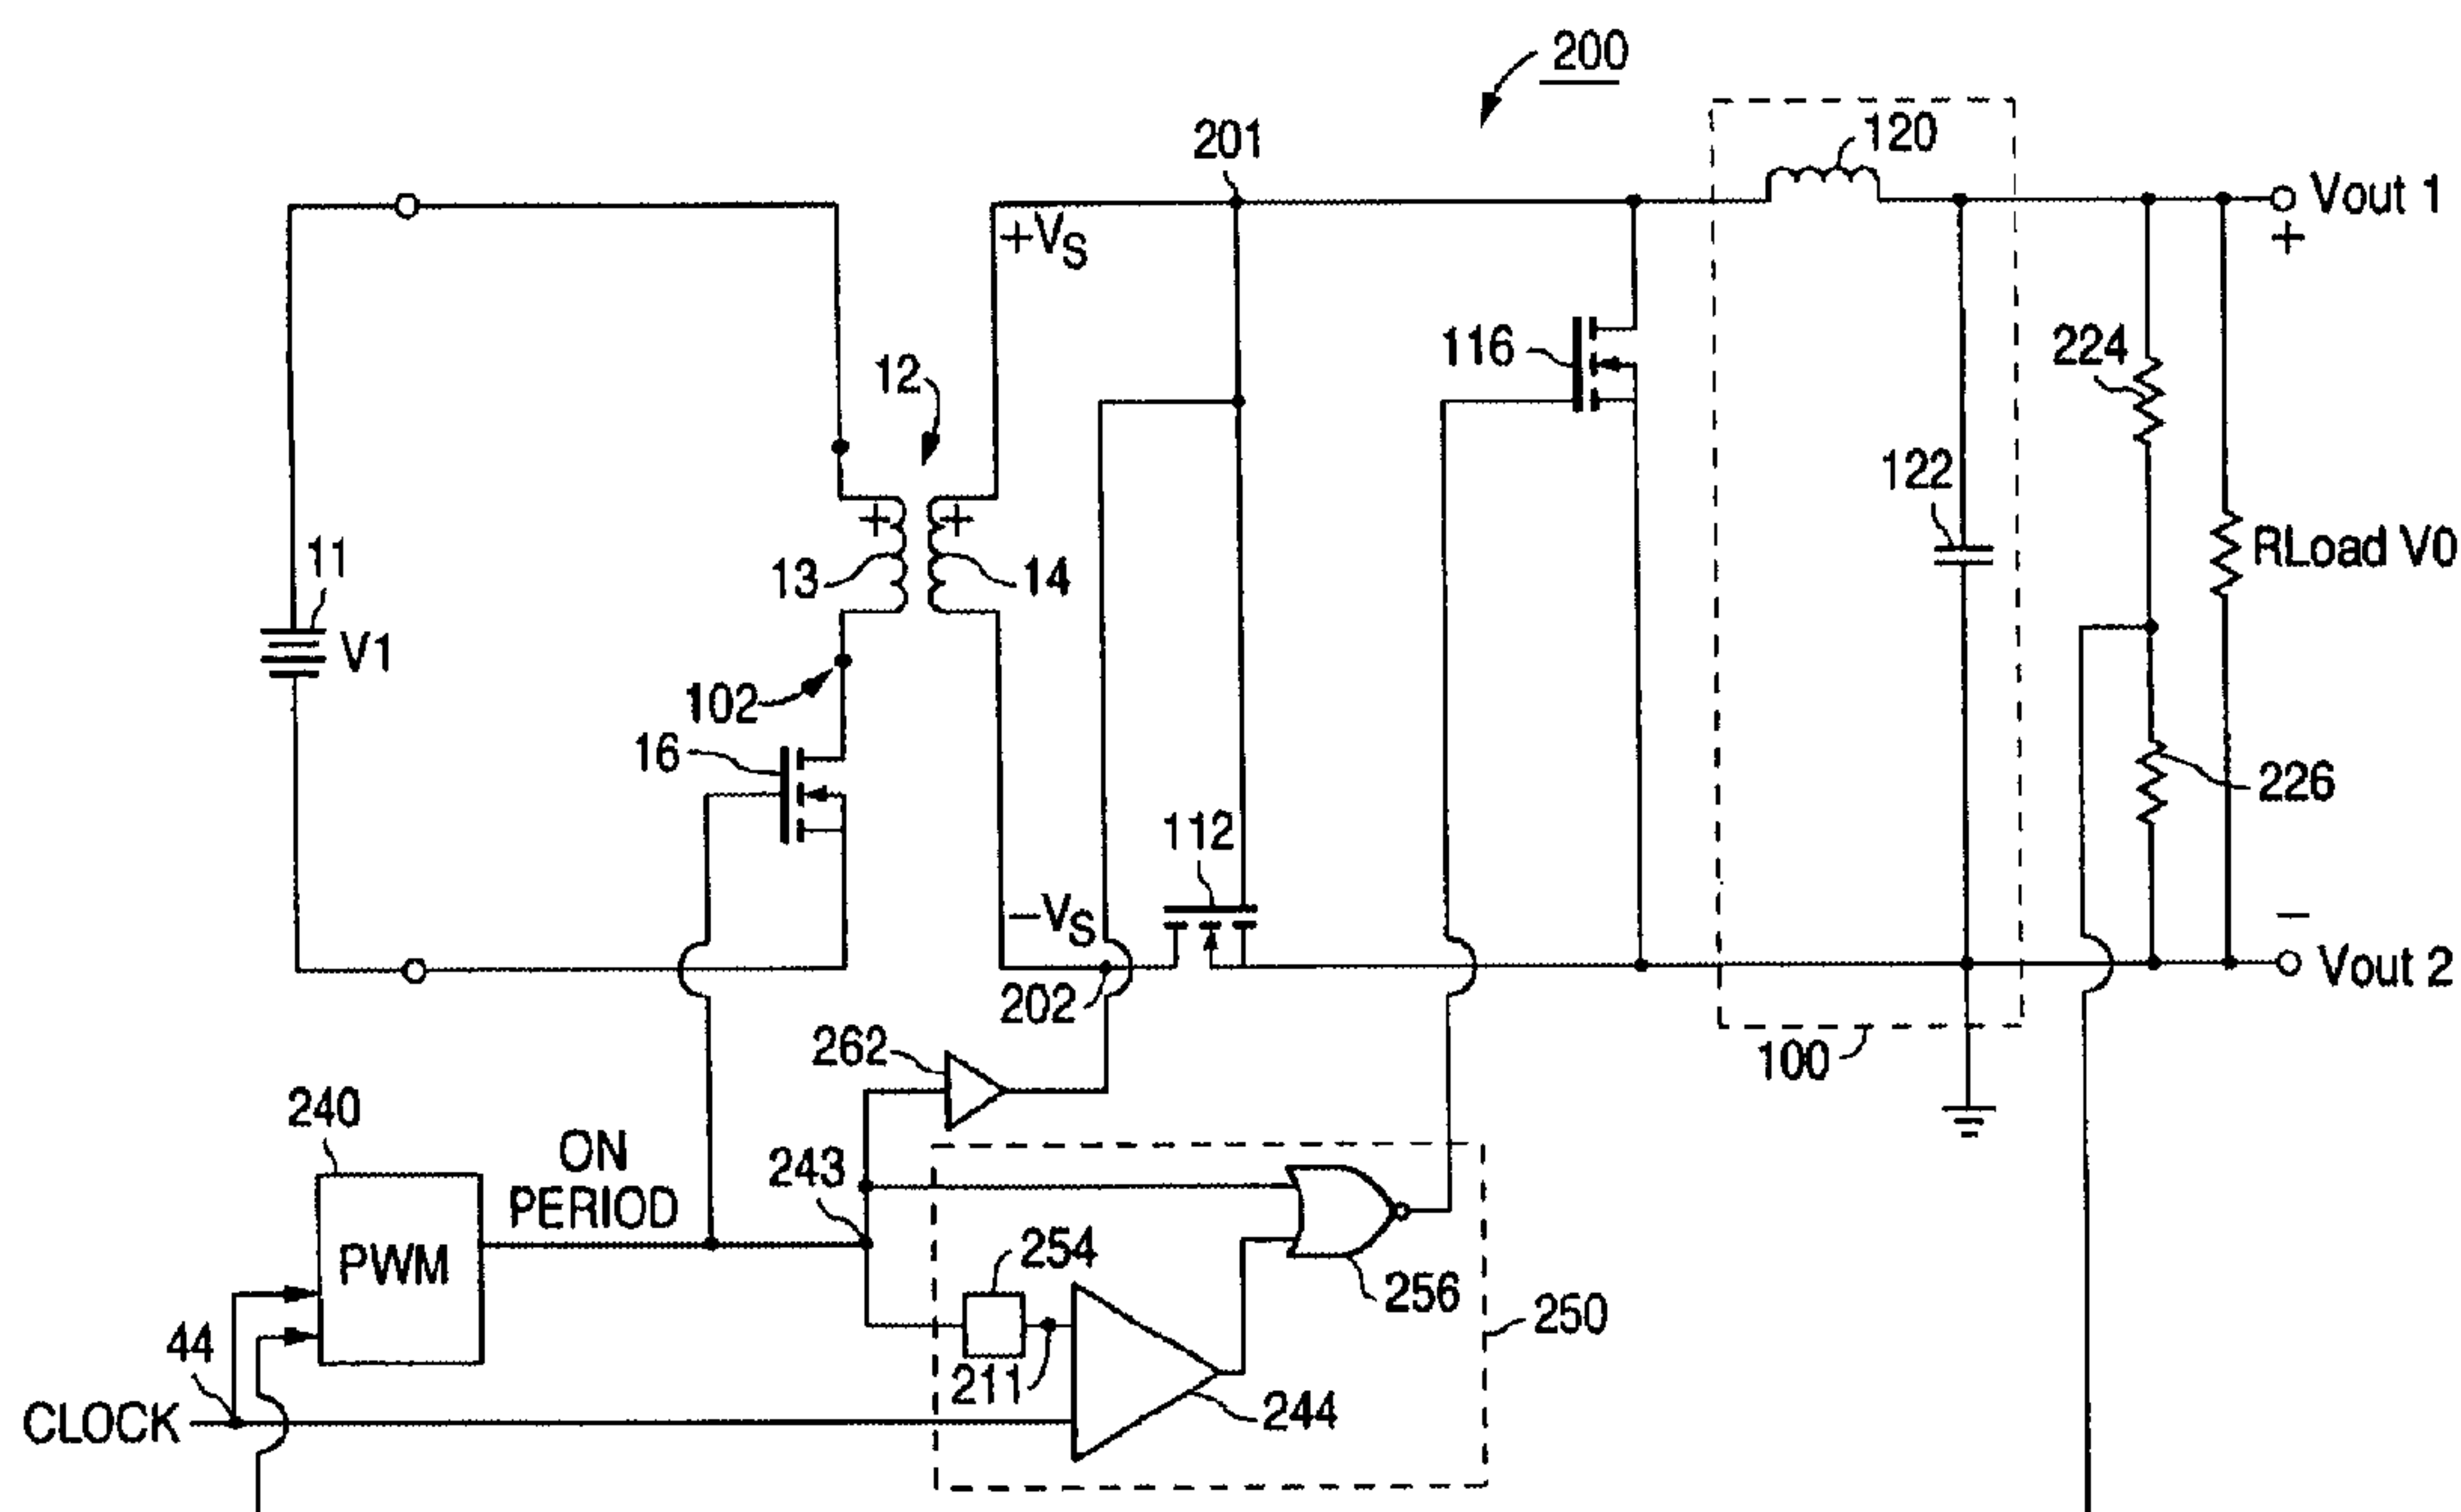 200
201
120
Vout 1
+
+VS
116
224
12
122
11
V1
+
+
13
14
RLoad V0
102
16
112
226
−VS
−
Vout 2
202
262
100
240
ON
PERIOD
243
PWM
254
256
250
44
211
244
CLOCK